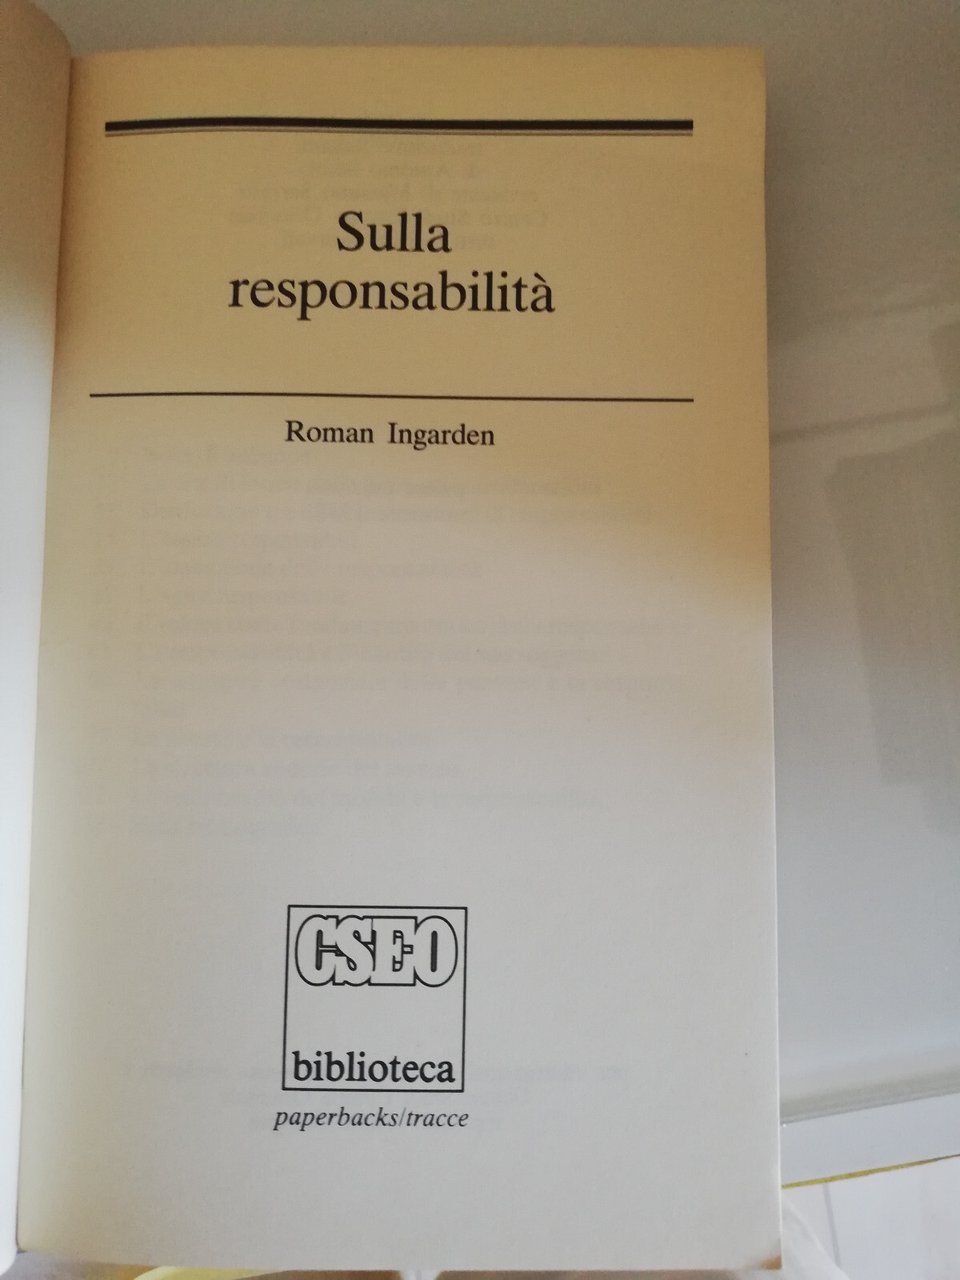 Sulla
responsabilità
Roman Ingarden
CSEO
biblioteca
paperbacks/tracce